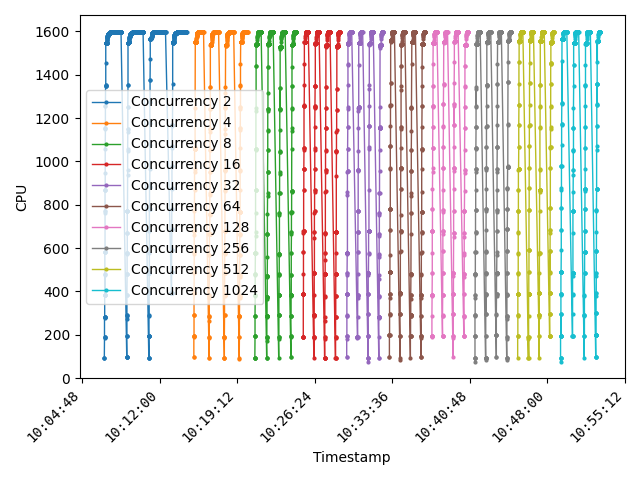 1600
1400
1200
1000
800
600
400
200
0
CPU
Concurrency 2
Concurrency 4
Concurrency 8
Concurrency 16
Concurrency 32
Concurrency 64
Concurrency 128
Concurrency 256
Concurrency 512
Concurrency 1024
10:04:48
10:12:00
10:19:12
10:26:24
10:33:36
10:40:48
10:48:00
10:55:12
Timestamp